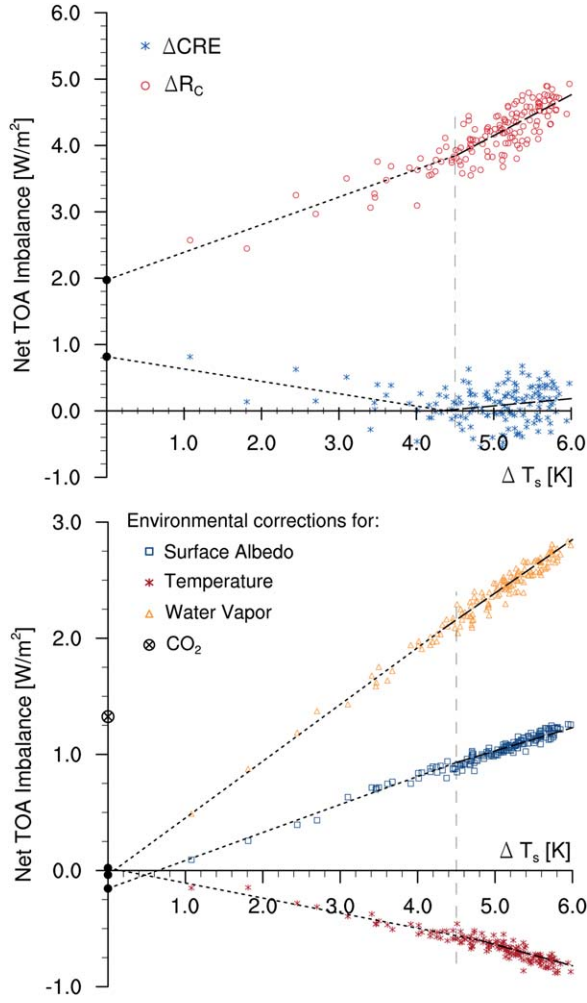 ΔCRE
ΔR_C
Net TOA Imbalance [W/m²]
6.0
5.0
4.0
3.0
2.0
1.0
0.0
-1.0
1.0 2.0 3.0 4.0 5.0 6.0
Δ T_s [K]
Environmental corrections for:
Surface Albedo
Temperature
Water Vapor
CO₂
Net TOA Imbalance [W/m²]
3.0
2.0
1.0
0.0
-1.0
Δ T_s [K]
1.0 2.0 3.0 4.0 5.0 6.0